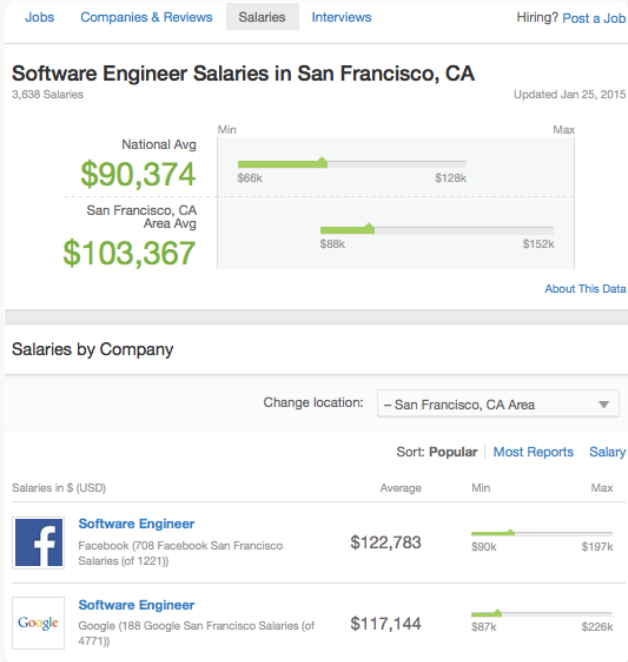 Jobs Companies & Reviews Salaries Interviews Hiring? Post a Job
Software Engineer Salaries in San Francisco, CA
3,638 Salaries Updated Jan 25, 2015
Min Max
National Avg
$90,374
$66k $128k
San Francisco, CA
Area Avg
$103,367
$88k $152k
About This Data
Salaries by Company
Change location: – San Francisco, CA Area
Sort: Popular Most Reports Salary
Salaries in $ (USD) Average Min Max
f
Software Engineer
Facebook (708 Facebook San Francisco
Salaries (of 1221))
$122,783
$90k $197k
Google
Software Engineer
Google (188 Google San Francisco Salaries (of
4771))
$117,144
$87k $226k